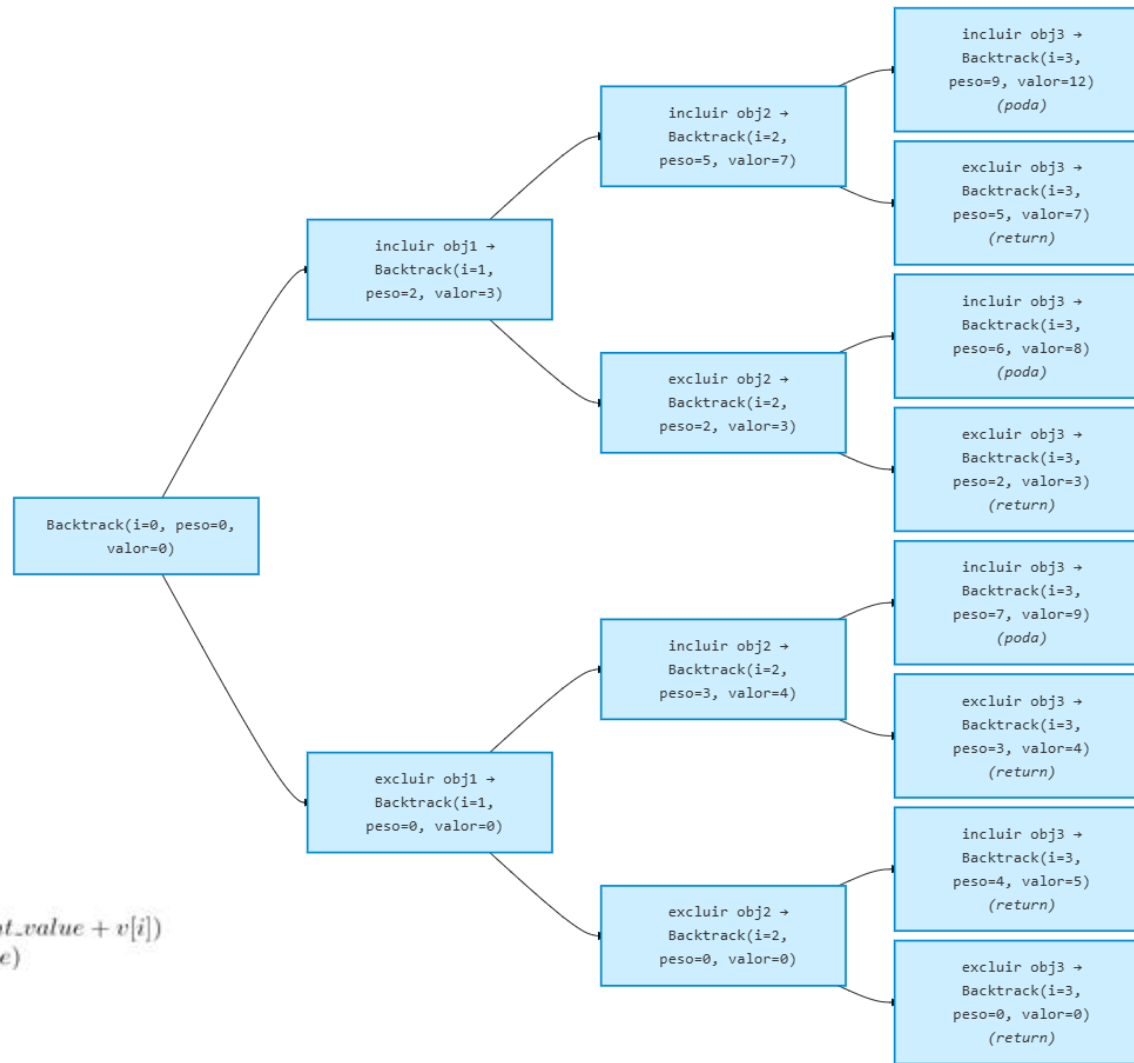 incluir obj3 →
Backtrack(i=3,
peso=9, valor=12)
(poda)
incluir obj2 →
Backtrack(i=2,
peso=5, valor=7)
excluir obj3 →
Backtrack(i=3,
peso=5, valor=7)
(return)
incluir obj1 →
Backtrack(i=1,
peso=2, valor=3)
incluir obj3 →
Backtrack(i=3,
peso=6, valor=8)
(poda)
excluir obj2 →
Backtrack(i=2,
peso=2, valor=3)
excluir obj3 →
Backtrack(i=3,
peso=2, valor=3)
(return)
Backtrack(i=0, peso=0,
valor=0)
incluir obj3 →
Backtrack(i=3,
peso=7, valor=9)
(poda)
incluir obj2 →
Backtrack(i=2,
peso=3, valor=4)
excluir obj3 →
Backtrack(i=3,
peso=3, valor=4)
(return)
excluir obj1 →
Backtrack(i=1,
peso=0, valor=0)
incluir obj3 →
Backtrack(i=3,
peso=4, valor=5)
(return)
excluir obj2 →
Backtrack(i=2,
peso=0, valor=0)
excluir obj3 →
Backtrack(i=3,
peso=0, valor=0)
(return)
t_value + v[i])
e)